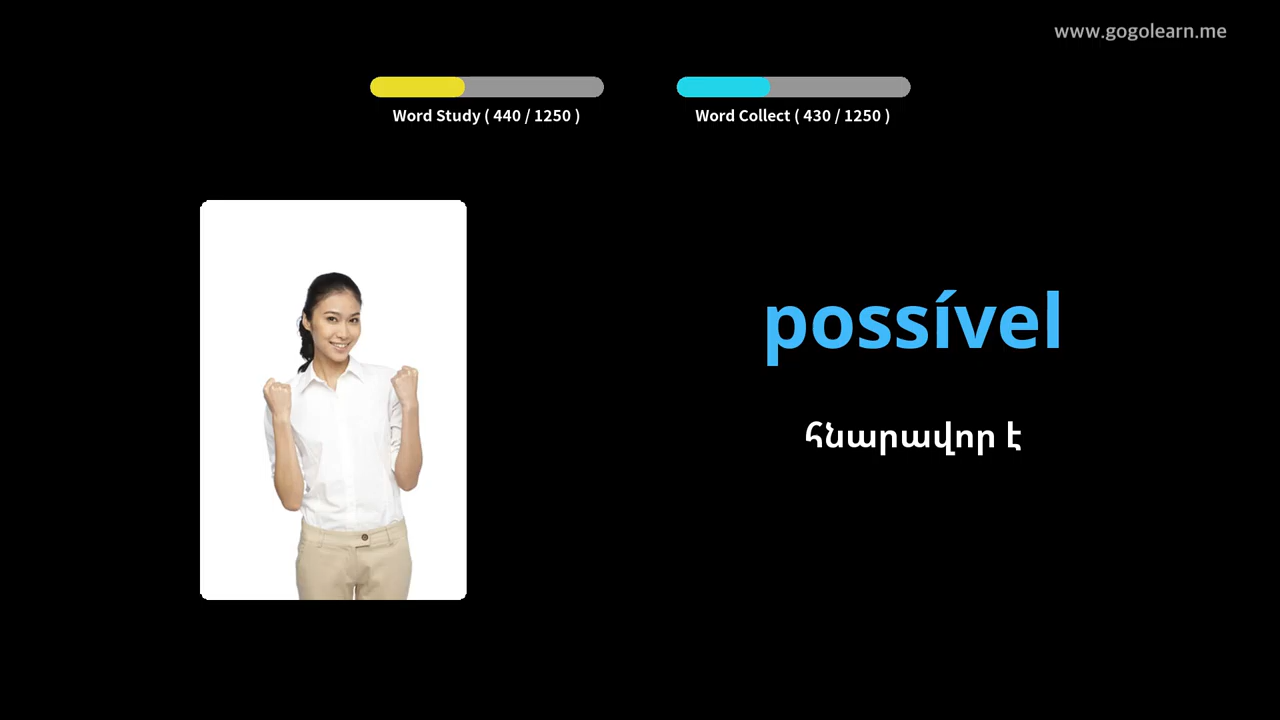 www.gogolearn.me
Word Study ( 440 / 1250 )
Word Collect ( 430 / 1250 )
possível
հնարավոր է